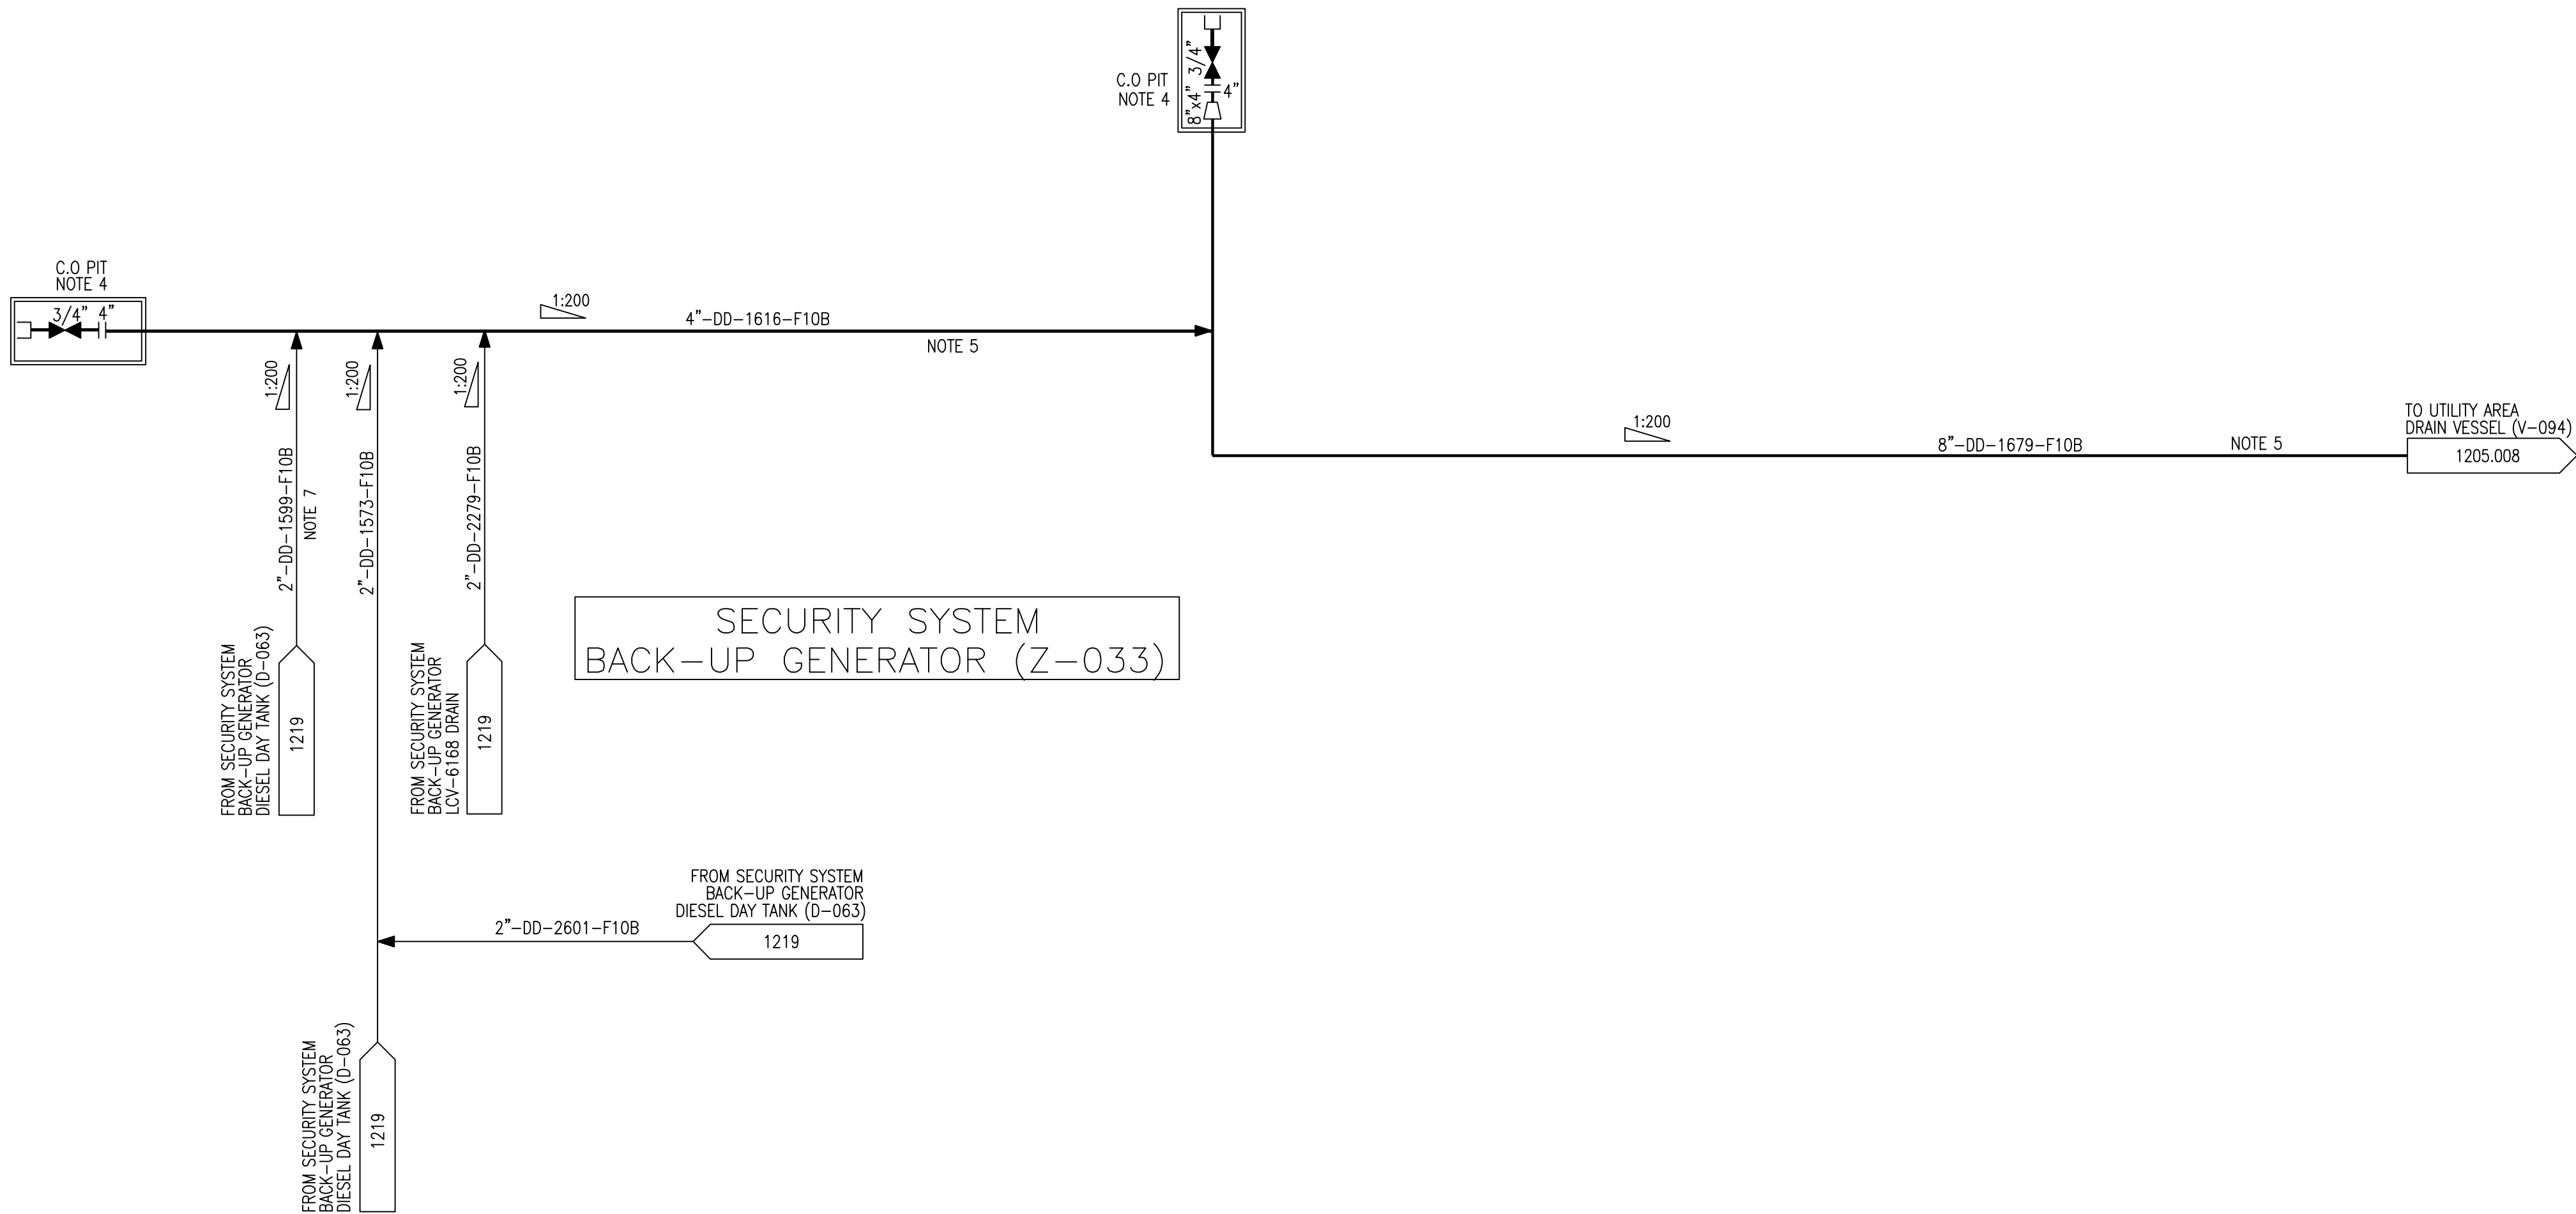 C.O PIT
NOTE 4
3/4"
8"x4"
4"
C.O PIT
NOTE 4
3/4" 4"
1:200
4"-DD-1616-F10B
NOTE 5
1:200
1:200
1:200
2"-DD-1599-F10B
NOTE 7
2"-DD-1573-F10B
2"-DD-2279-F10B
1:200
8"-DD-1679-F10B
NOTE 5
TO UTILITY AREA
DRAIN VESSEL (V-094)
1205.008
SECURITY SYSTEM
BACK-UP GENERATOR (Z-033)
FROM SECURITY SYSTEM
BACK-UP GENERATOR
DIESEL DAY TANK (D-063)
1219
FROM SECURITY SYSTEM
BACK-UP GENERATOR
LCV-6168 DRAIN
1219
FROM SECURITY SYSTEM
BACK-UP GENERATOR
DIESEL DAY TANK (D-063)
2"-DD-2601-F10B
1219
FROM SECURITY SYSTEM
BACK-UP GENERATOR
DIESEL DAY TANK (D-063)
1219